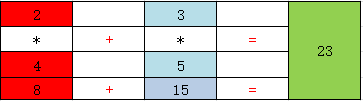 2 3
* + * =
4 5
8 + 15 =
23